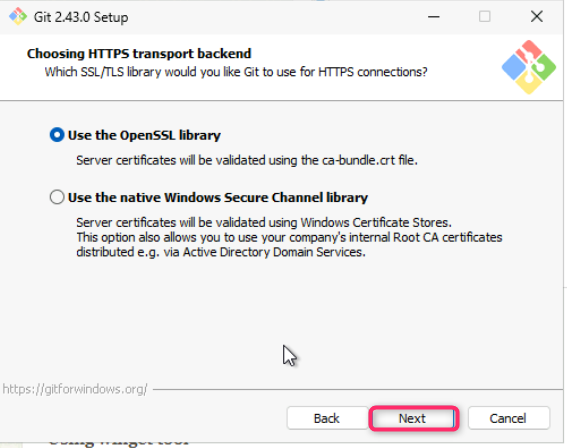 Git 2.43.0 Setup
Choosing HTTPS transport backend
Which SSL/TLS library would you like Git to use for HTTPS connections?
Use the OpenSSL library
Server certificates will be validated using the ca-bundle.crt file.
Use the native Windows Secure Channel library
Server certificates will be validated using Windows Certificate Stores.
This option also allows you to use your company's internal Root CA certificates
distributed e.g. via Active Directory Domain Services.
https://gitforwindows.org/
Back Next Cancel
Using winget tool